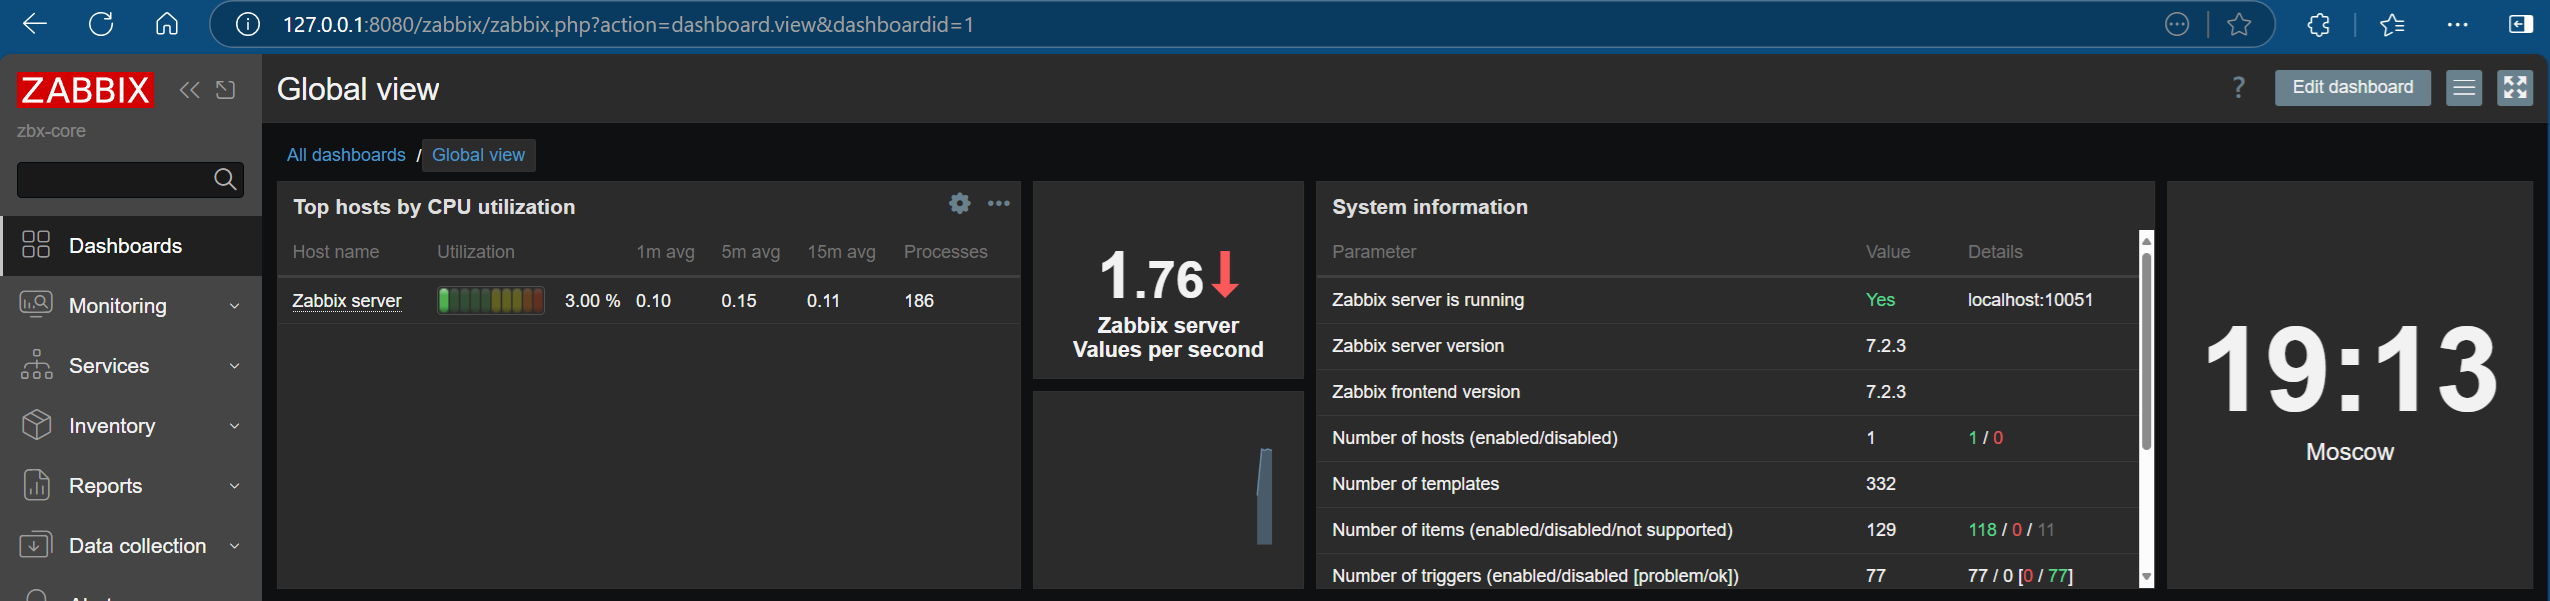 127.0.0.1:8080/zabbix/zabbix.php?action=dashboard.view&dashboardid=1
ZABBIX
zbx-core
Dashboards
Monitoring
Services
Inventory
Reports
Data collection
Global view
? Edit dashboard
All dashboards / Global view
Top hosts by CPU utilization
Host name Utilization 1m avg 5m avg 15m avg Processes
Zabbix server 3.00 % 0.10 0.15 0.11 186
1.76
Zabbix server
Values per second
System information
Parameter Value Details
Zabbix server is running Yes localhost:10051
Zabbix server version 7.2.3
Zabbix frontend version 7.2.3
Number of hosts (enabled/disabled) 1 1 / 0
Number of templates 332
Number of items (enabled/disabled/not supported) 129 118 / 0 / 11
Number of triggers (enabled/disabled [problem/ok]) 77 77 / 0 [0 / 77]
19:13
Moscow